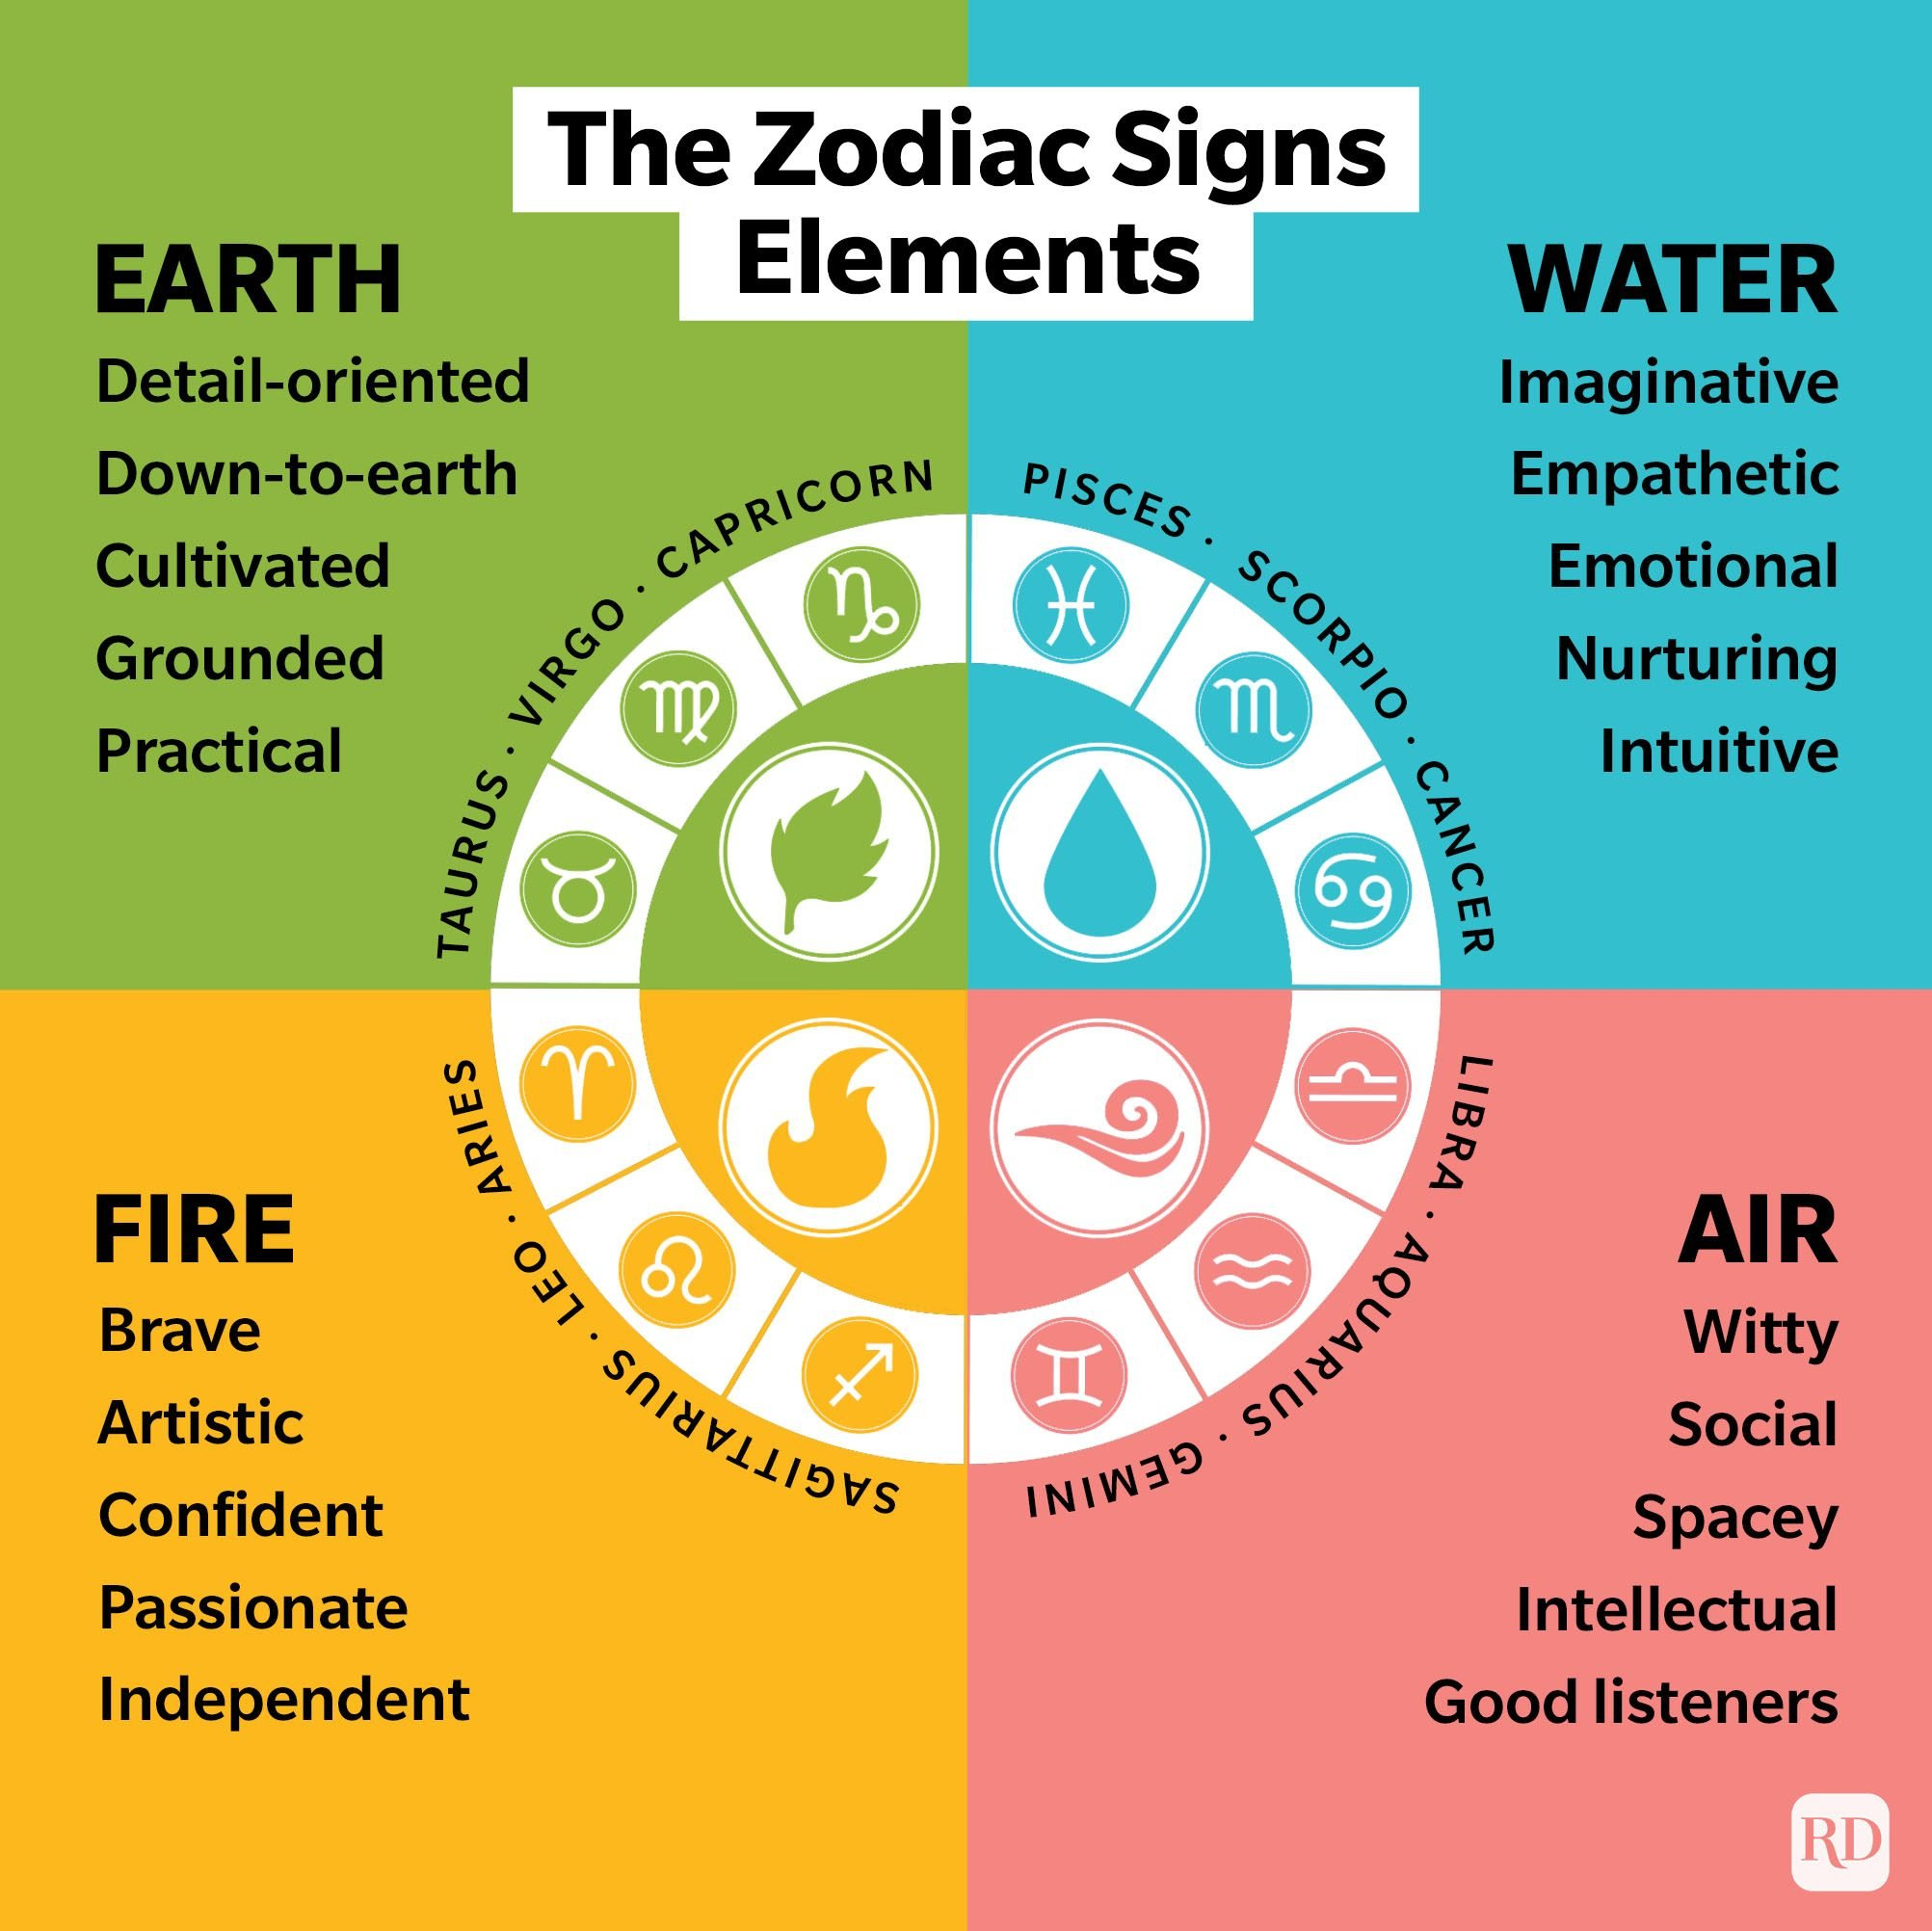 The Zodiac Signs
Elements
EARTH
Detail-oriented
Down-to-earth
Cultivated
Grounded
Practical
WATER
Imaginative
Empathetic
Emotional
Nurturing
Intuitive
TAURUS · VIRGO · CAPRICORN
PISCES · SCORPIO · CANCER
LIBRA · AQUARIUS · GEMINI
SAGITTARIUS · LEO · ARIES
FIRE
Brave
Artistic
Confident
Passionate
Independent
AIR
Witty
Social
Spacey
Intellectual
Good listeners
RD